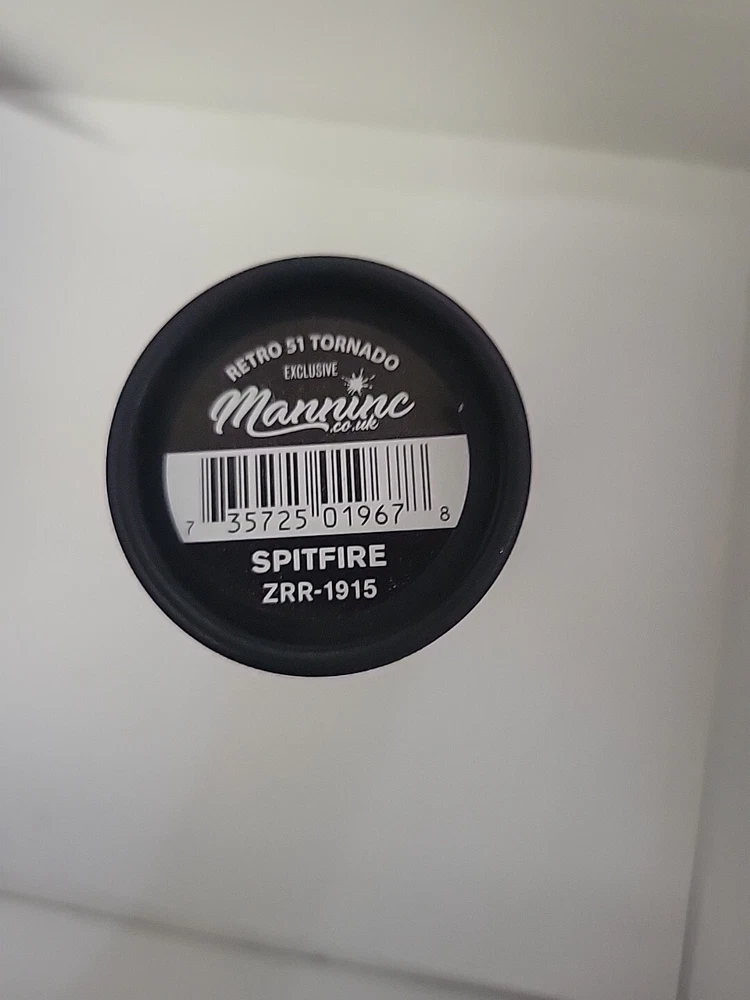 RETRO 51 TORNADO
EXCLUSIVE
Manninc
.co.uk
7 35725 01967 8
SPITFIRE
ZRR-1915